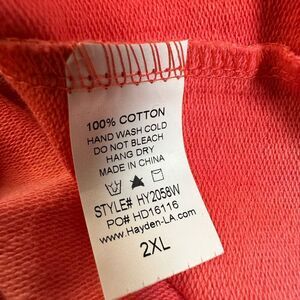 100% COTTON
HAND WASH COLD
DO NOT BLEACH
HANG DRY
MADE IN CHINA
STYLE# HY2058W
PO# HD16116
www.Hayden-LA.com
2XL